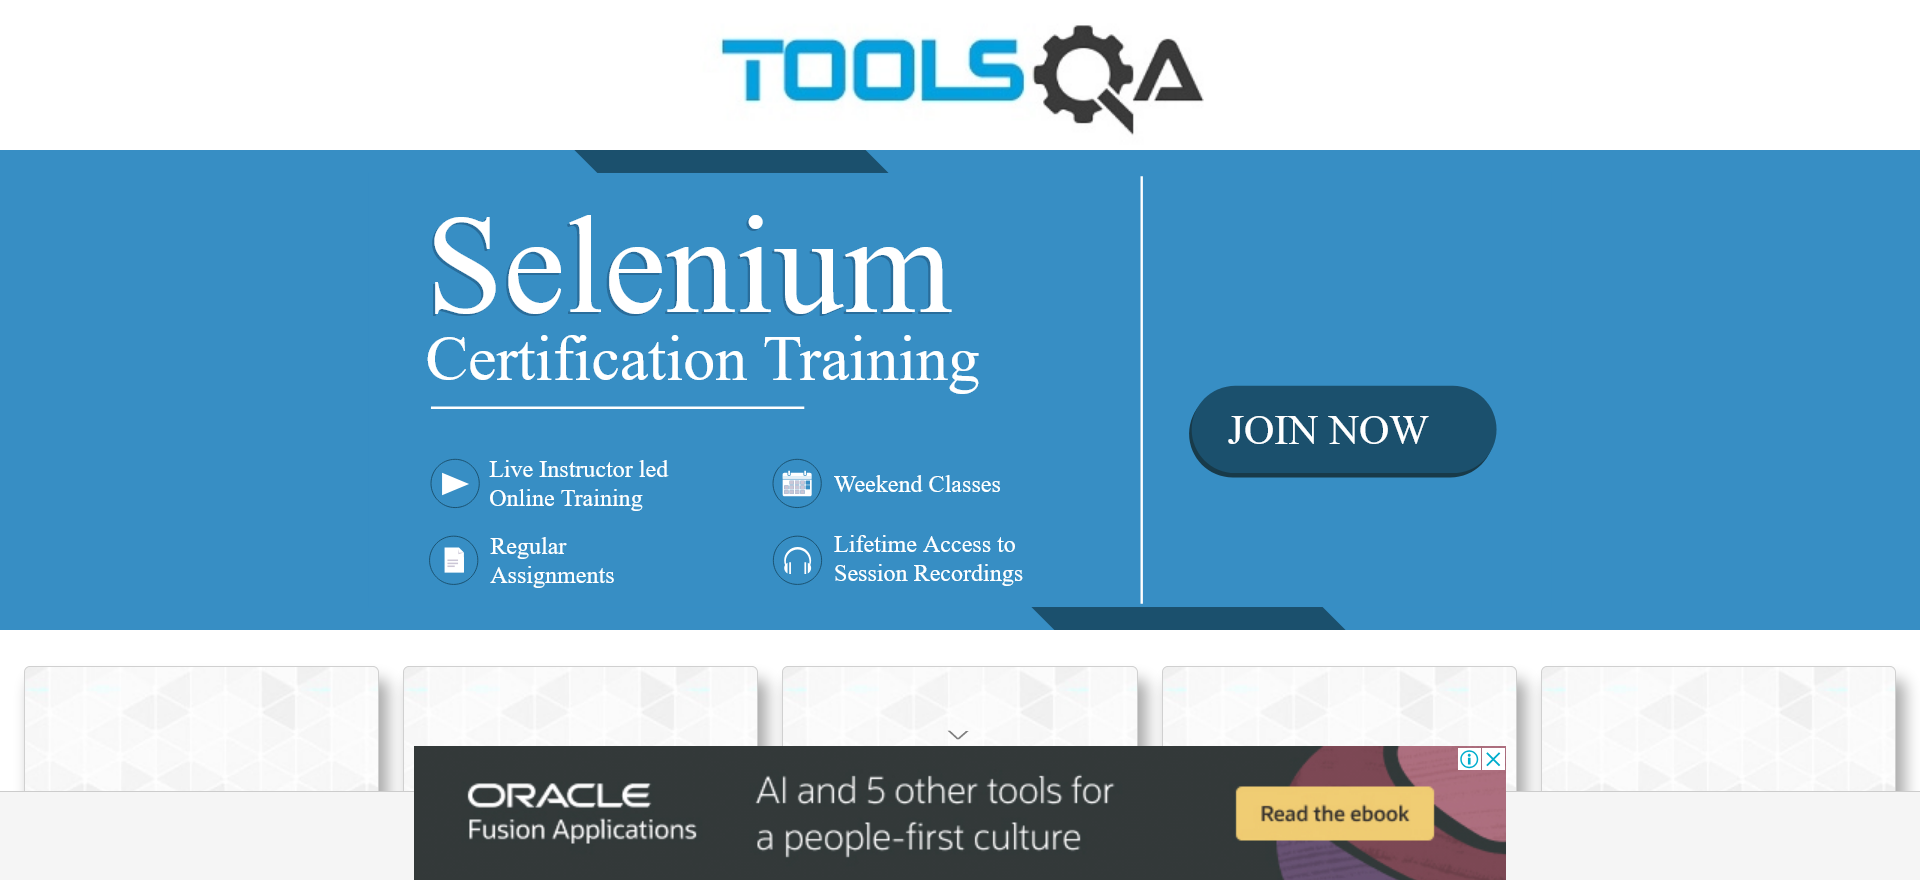 TOOLSQA
Selenium
Certification Training
Live Instructor led
Online Training
Weekend Classes
Regular
Assignments
Lifetime Access to
Session Recordings
JOIN NOW
ORACLE
Fusion Applications
AI and 5 other tools for
a people-first culture
Read the ebook